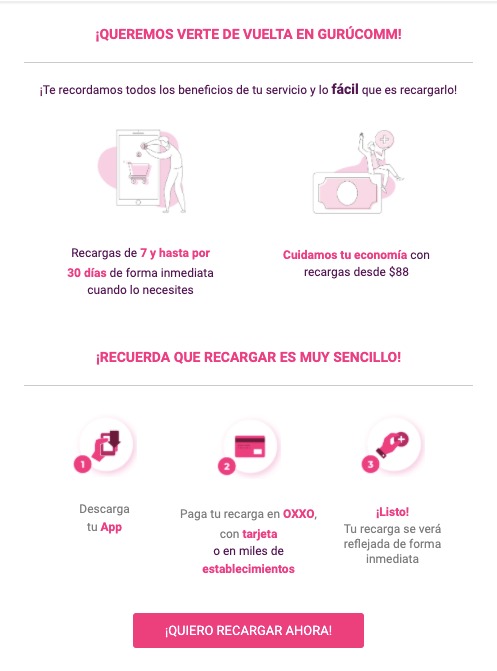 ¡QUEREMOS VERTE DE VUELTA EN GURÚCOMM!
¡Te recordamos todos los beneficios de tu servicio y lo fácil que es recargarlo!
Recargas de 7 y hasta por
30 días de forma inmediata
cuando lo necesites
Cuidamos tu economía con
recargas desde $88
¡RECUERDA QUE RECARGAR ES MUY SENCILLO!
1
Descarga
tu App
2
Paga tu recarga en OXXO,
con tarjeta
o en miles de
establecimientos
3
¡Listo!
Tu recarga se verá
reflejada de forma
inmediata
¡QUIERO RECARGAR AHORA!